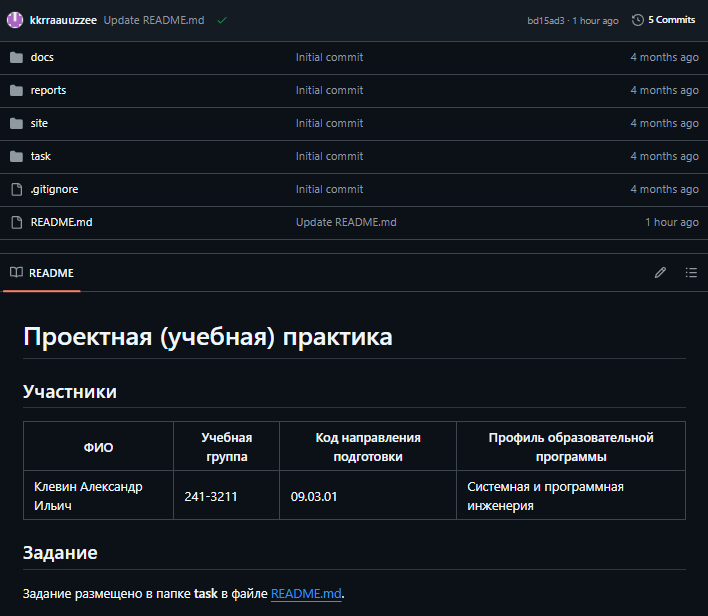 kkrraauuzzee Update README.md bd15ad3 · 1 hour ago 5 Commits
docs Initial commit 4 months ago
reports Initial commit 4 months ago
site Initial commit 4 months ago
task Initial commit 4 months ago
.gitignore Initial commit 4 months ago
README.md Update README.md 1 hour ago
README
Проектная (учебная) практика
Участники
ФИО
Учебная
группа
Код направления
подготовки
Профиль образовательной
программы
Клевин Александр
Ильич
241-3211
09.03.01
Системная и программная
инженерия
Задание
Задание размещено в папке task в файле README.md.